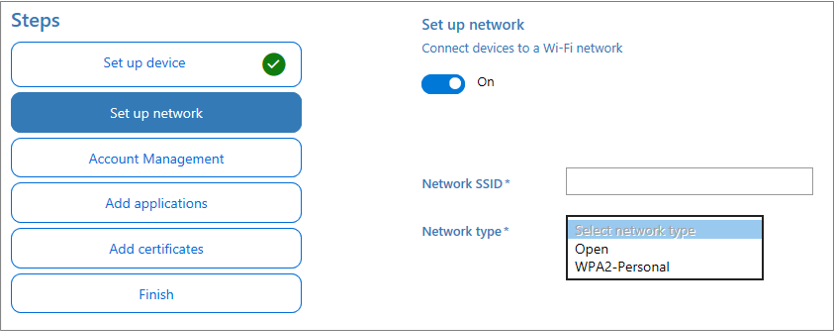 Steps
Set up device
Set up network
Account Management
Add applications
Add certificates
Finish
Set up network
Connect devices to a Wi-Fi network
On
Network SSID*
Network type*
Select network type
Open
WPA2-Personal